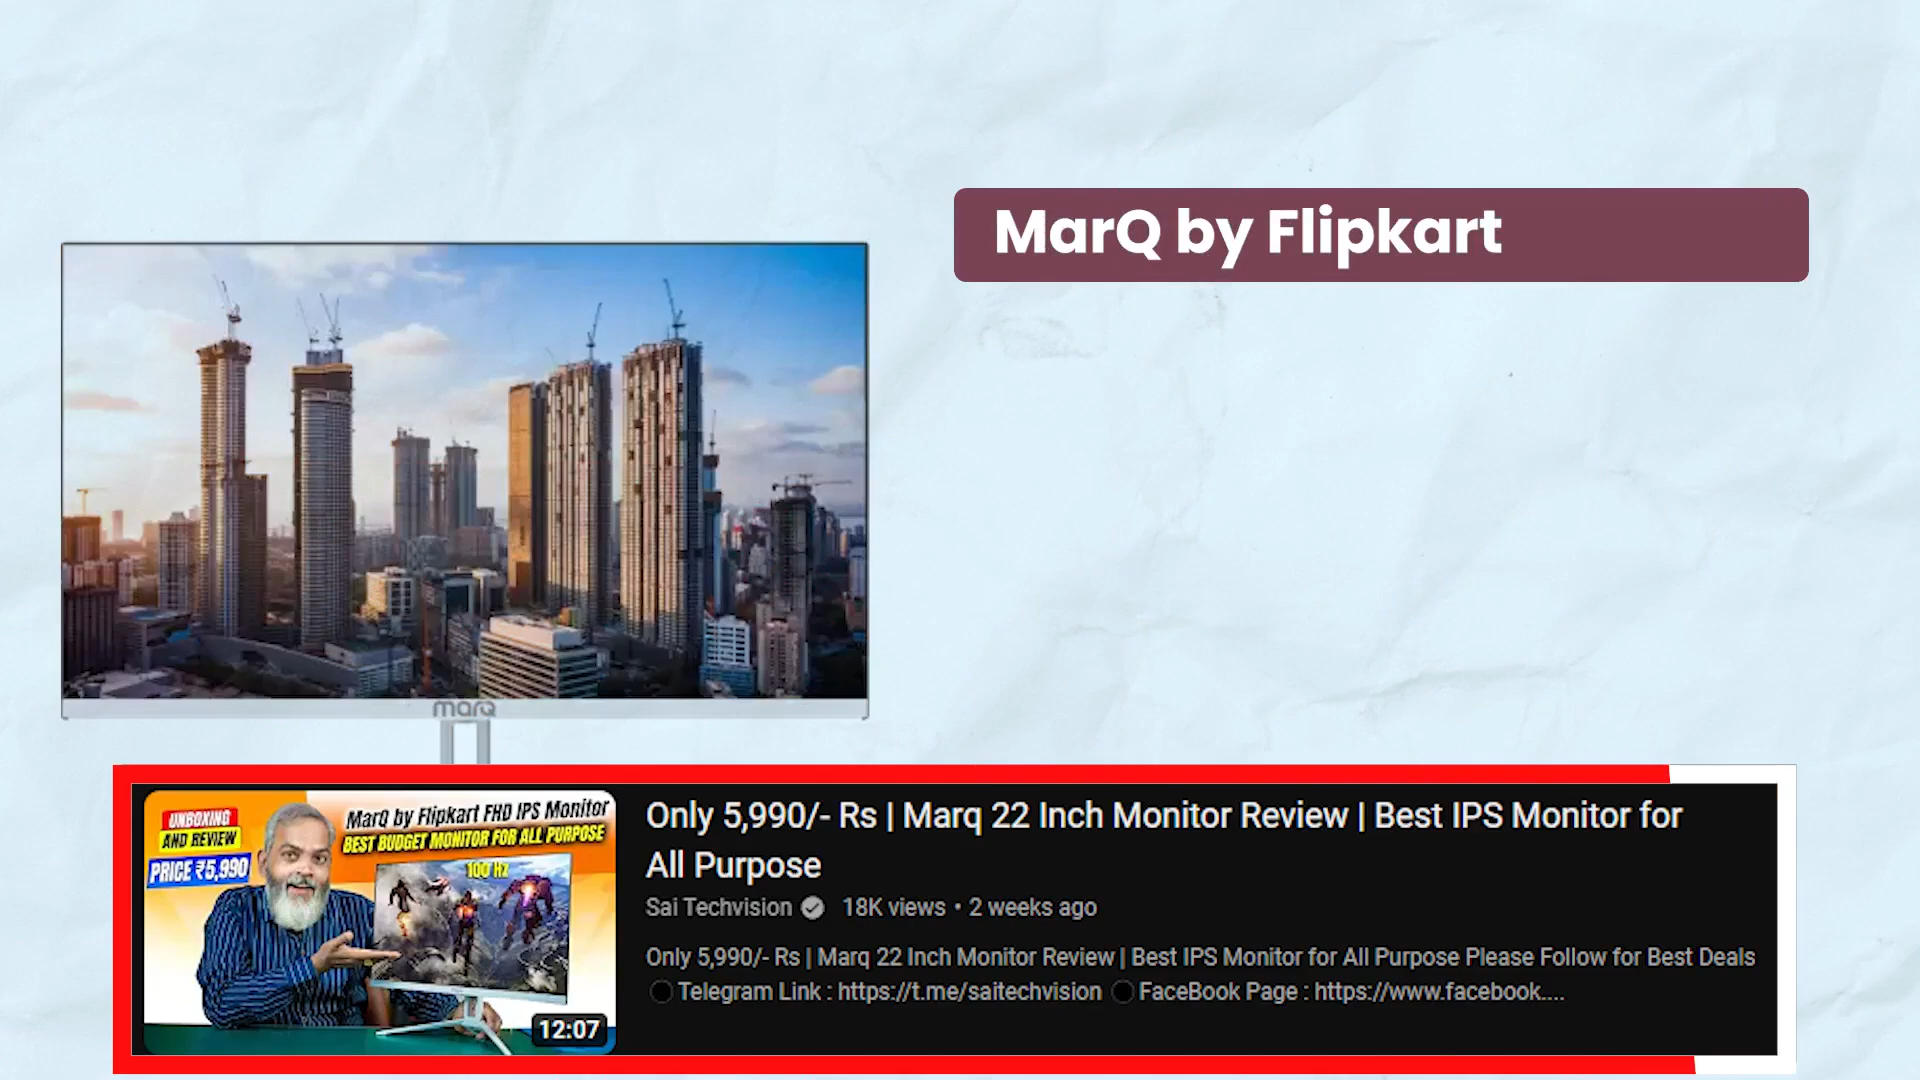 MarQ by Flipkart
marQ
UNBOXING
AND REVIEW
PRICE ₹5,990
MarQ by Flipkart FHD IPS Monitor
BEST BUDGET MONITOR FOR ALL PURPOSE
100 Hz
12:07
Only 5,990/- Rs | Marq 22 Inch Monitor Review | Best IPS Monitor for
All Purpose
Sai Techvision 18K views • 2 weeks ago
Only 5,990/- Rs | Marq 22 Inch Monitor Review | Best IPS Monitor for All Purpose Please Follow for Best Deals
Telegram Link : https://t.me/saitechvision FaceBook Page : https://www.facebook....